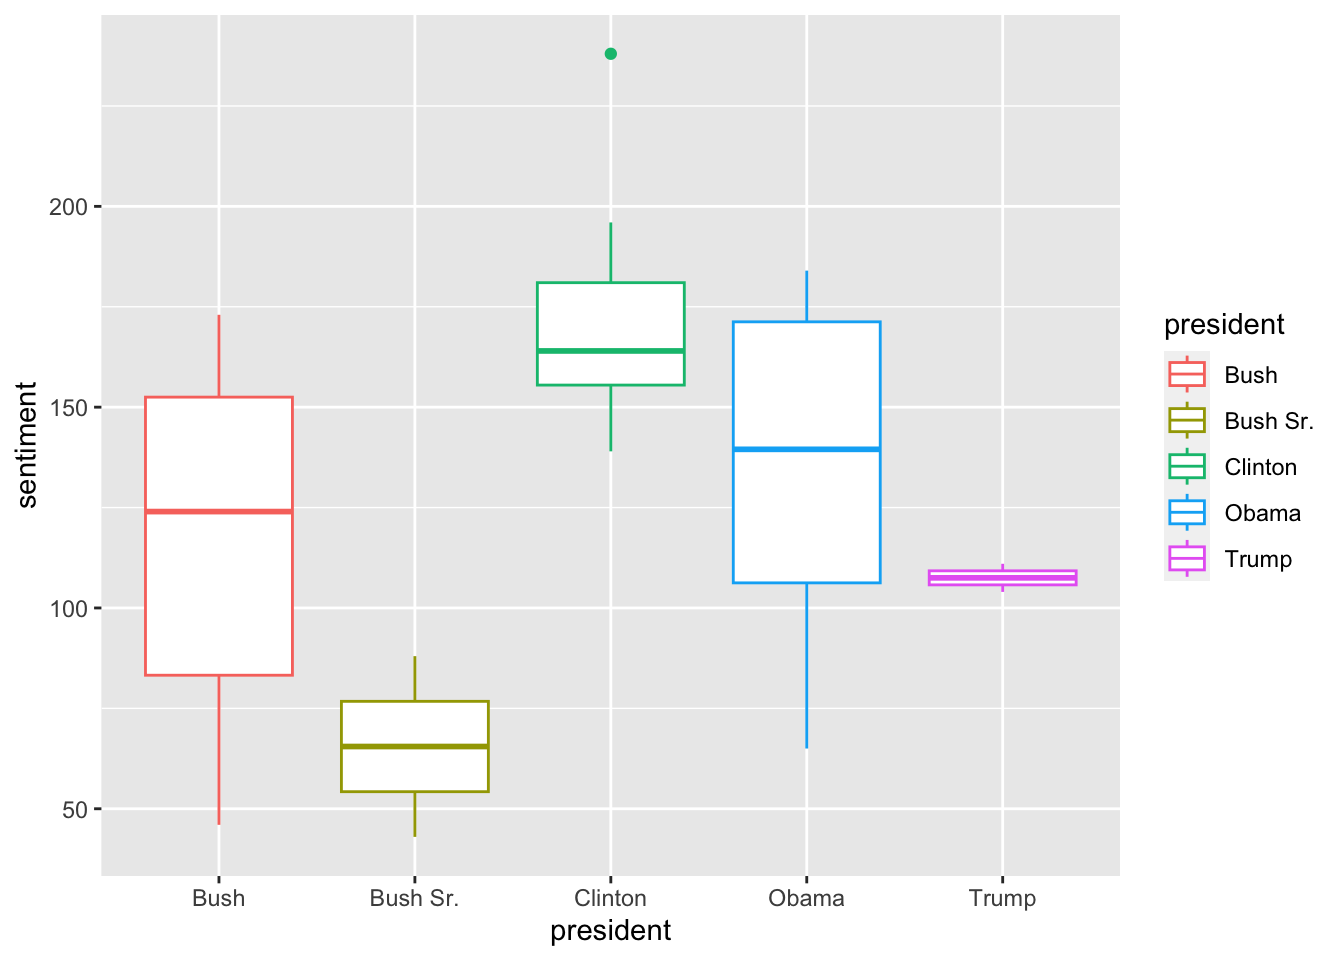 sentiment
200
150
100
50
Bush
Bush Sr.
Clinton
Obama
Trump
president
president
Bush
Bush Sr.
Clinton
Obama
Trump